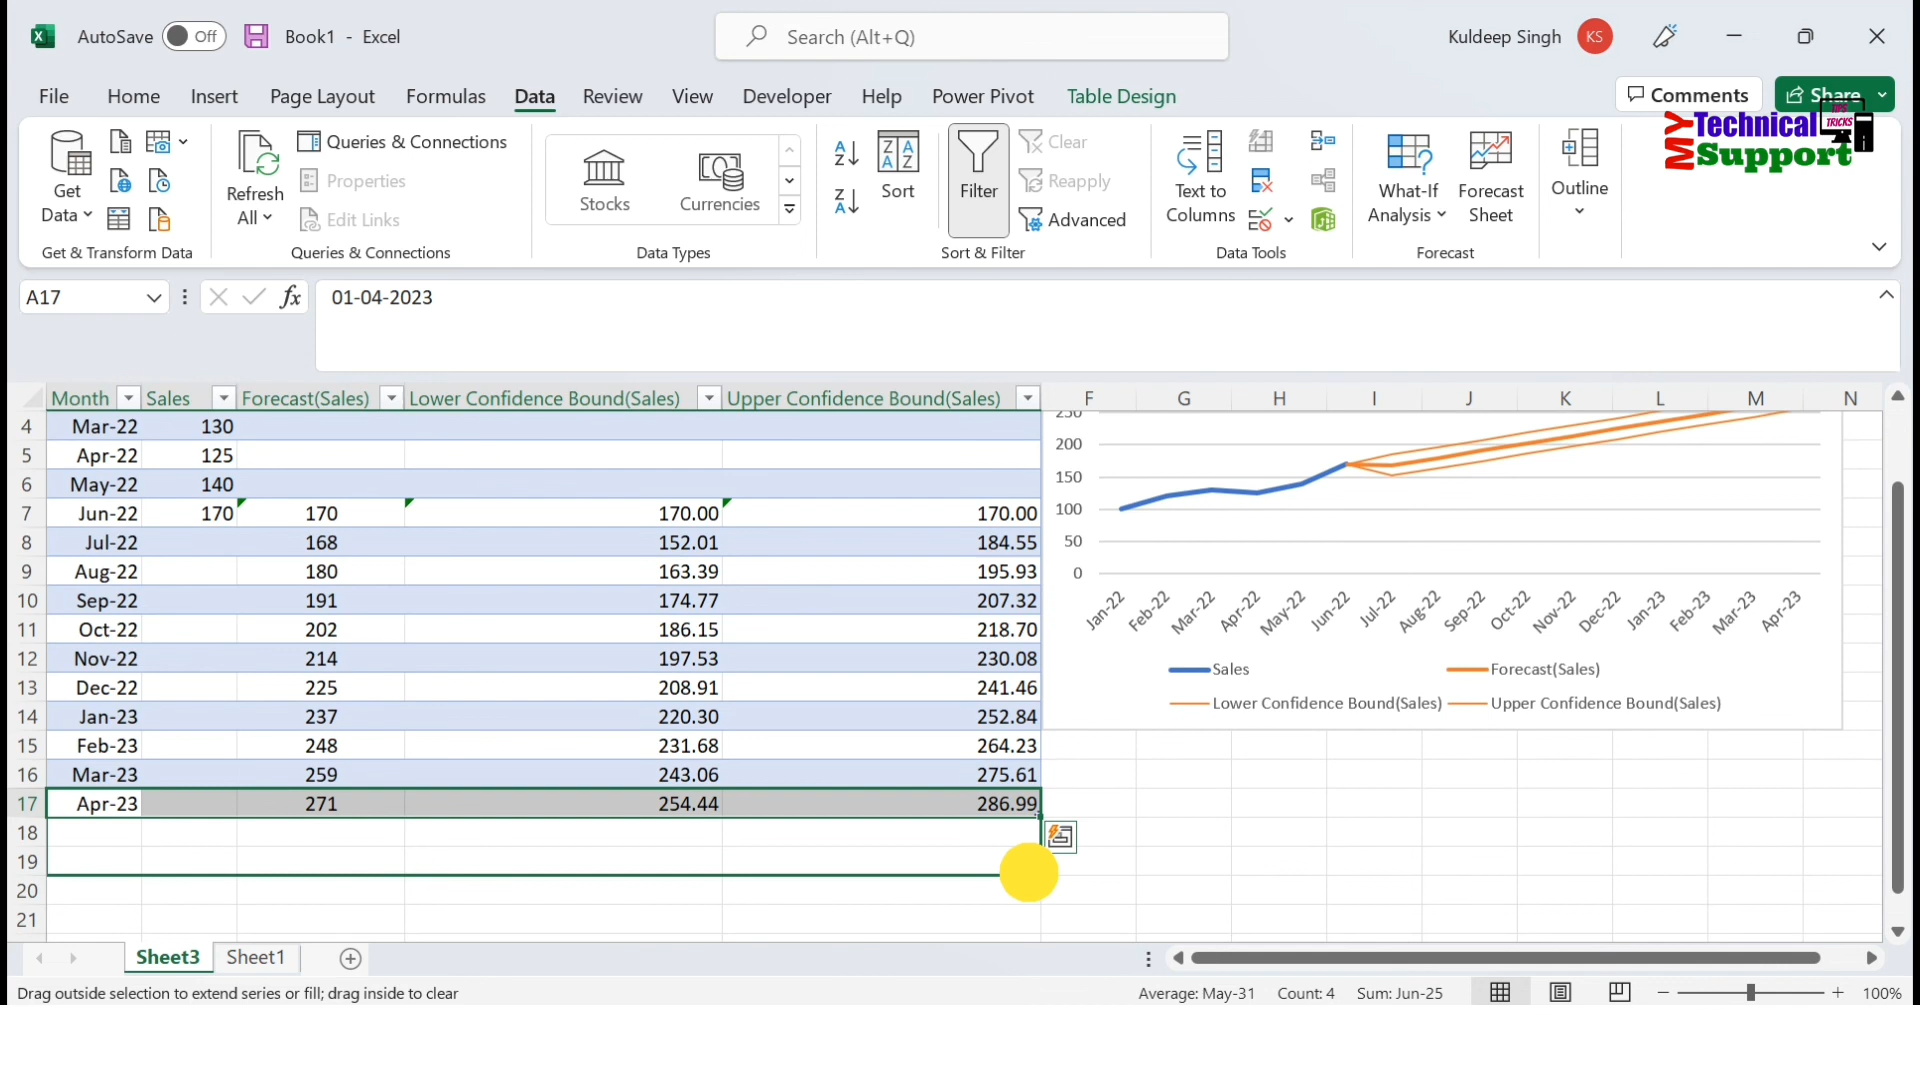 AutoSave Off Book1 - Excel Search (Alt+Q) Kuldeep Singh KS
File Home Insert Page Layout Formulas Data Review View Developer Help Power Pivot Table Design Comments Share
MY Technical Support TIPS TRICKS
Get Data
Refresh All
Queries & Connections
Properties
Edit Links
Stocks Currencies
Sort
Filter
Clear
Reapply
Advanced
Text to Columns
What-If Analysis
Forecast Sheet
Outline
Get & Transform Data Queries & Connections Data Types Sort & Filter Data Tools Forecast
A17 fx 01-04-2023
Month Sales Forecast(Sales) Lower Confidence Bound(Sales) Upper Confidence Bound(Sales) F G H I J K L M N
4 Mar-22 130
5 Apr-22 125
6 May-22 140
7 Jun-22 170 170 170.00 170.00
8 Jul-22 168 152.01 184.55
9 Aug-22 180 163.39 195.93
10 Sep-22 191 174.77 207.32
11 Oct-22 202 186.15 218.70
12 Nov-22 214 197.53 230.08
13 Dec-22 225 208.91 241.46
14 Jan-23 237 220.30 252.84
15 Feb-23 248 231.68 264.23
16 Mar-23 259 243.06 275.61
17 Apr-23 271 254.44 286.99
18
19
20
21
250
200
150
100
50
0
Jan-22 Feb-22 Mar-22 Apr-22 May-22 Jun-22 Jul-22 Aug-22 Sep-22 Oct-22 Nov-22 Dec-22 Jan-23 Feb-23 Mar-23 Apr-23
Sales Forecast(Sales)
Lower Confidence Bound(Sales) Upper Confidence Bound(Sales)
Sheet3 Sheet1
Drag outside selection to extend series or fill; drag inside to clear Average: May-31 Count: 4 Sum: Jun-25 100%